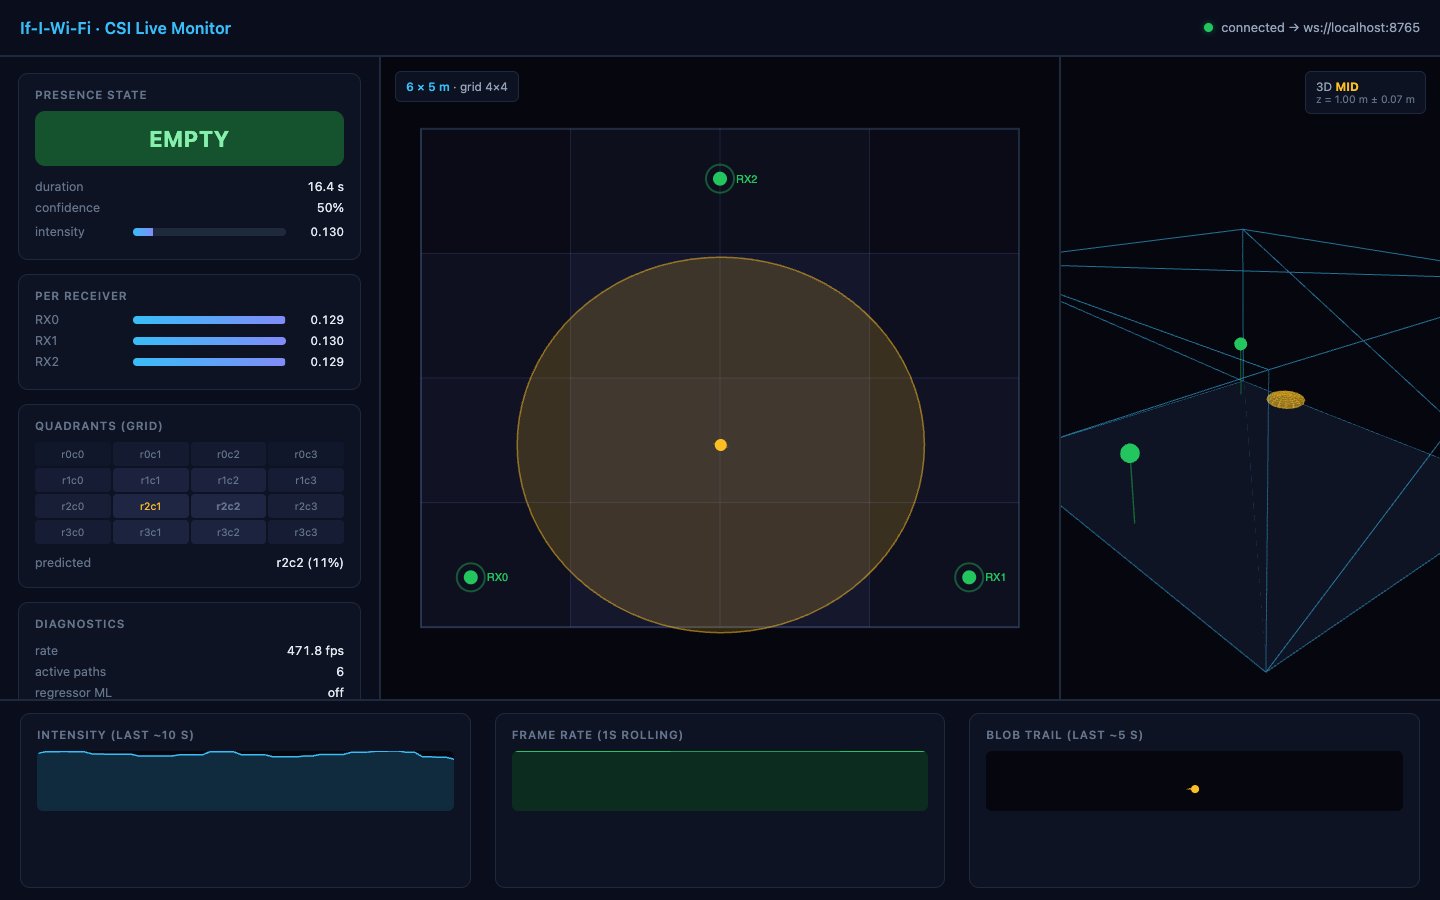 If-I-Wi-Fi · CSI Live Monitor
connected → ws://localhost:8765
PRESENCE STATE
EMPTY
duration 16.4 s
confidence 50%
intensity 0.130
PER RECEIVER
RX0 0.129
RX1 0.130
RX2 0.129
QUADRANTS (GRID)
r0c0 r0c1 r0c2 r0c3
r1c0 r1c1 r1c2 r1c3
r2c0 r2c1 r2c2 r2c3
r3c0 r3c1 r3c2 r3c3
predicted r2c2 (11%)
DIAGNOSTICS
rate 471.8 fps
active paths 6
regressor ML off
6 × 5 m · grid 4×4
RX2
RX0
RX1
3D MID
z = 1.00 m ± 0.07 m
INTENSITY (LAST ~10 S)
FRAME RATE (1S ROLLING)
BLOB TRAIL (LAST ~5 S)